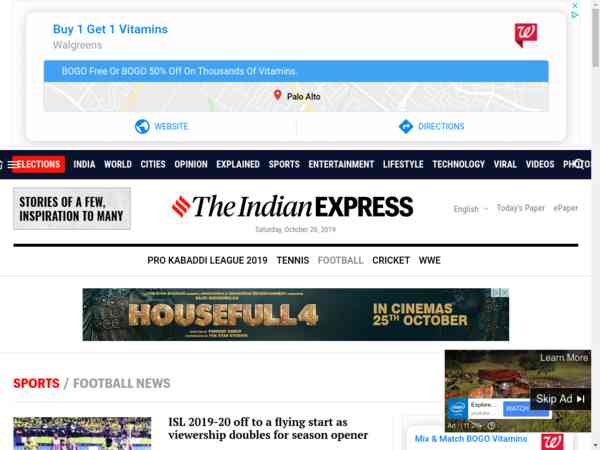 Buy 1 Get 1 Vitamins
Walgreens
BOGO Free Or BOGO 50% Off On Thousands Of Vitamins.
Palo Alto
WEBSITE
DIRECTIONS
ELECTIONS INDIA WORLD CITIES OPINION EXPLAINED SPORTS ENTERTAINMENT LIFESTYLE TECHNOLOGY VIRAL VIDEOS PHOTOS
STORIES OF A FEW,
INSPIRATION TO MANY
The Indian EXPRESS
English
Today's Paper
ePaper
Saturday, October 26, 2019
PRO KABADDI LEAGUE 2019 TENNIS FOOTBALL CRICKET WWE
HOUSEFULL 4
IN CINEMAS
25TH OCTOBER
Learn More
SPORTS / FOOTBALL NEWS
Skip Ad
Explore...
youtube
WATCH
ISL 2019-20 off to a flying start as
viewership doubles for season opener
Mix & Match BOGO Vitamins